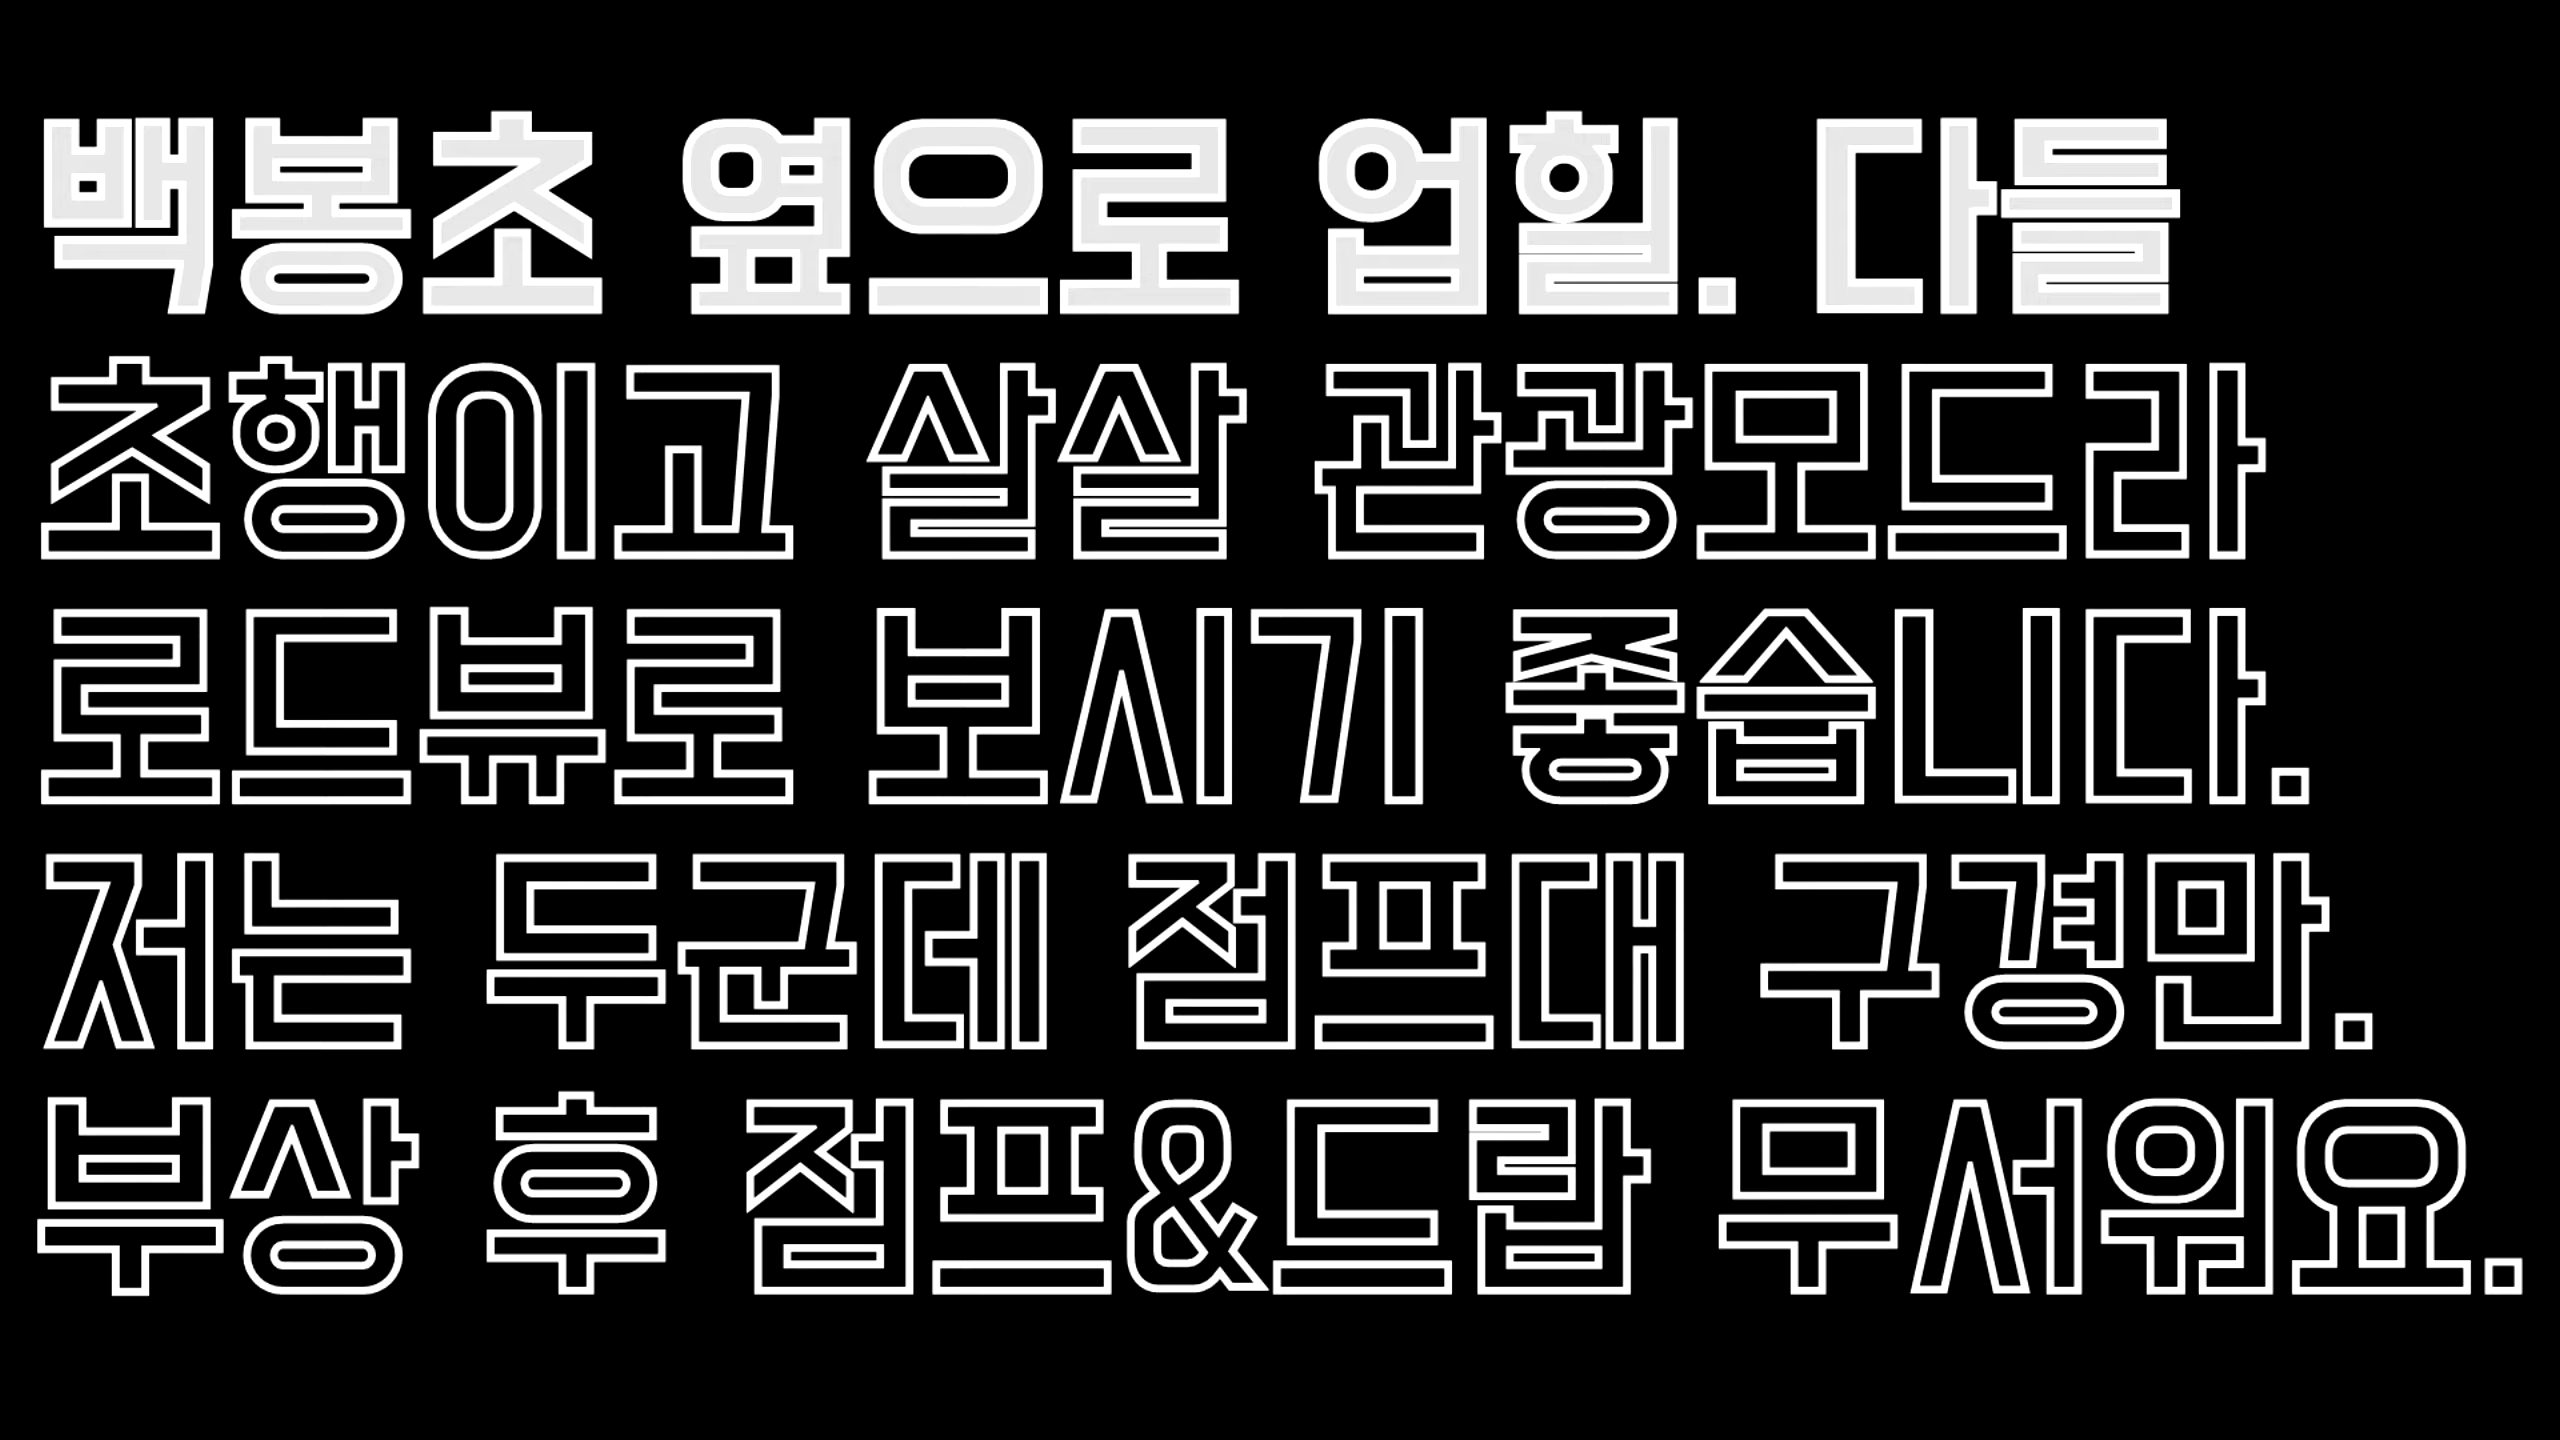 백봉초 옆으로 업힐. 다들
초행이고 살살 관광모드라
로드뷰로 보시기 좋습니다.
저는 두군데 점프대 구경만.
부상 후 점프&드랍 무서워요.